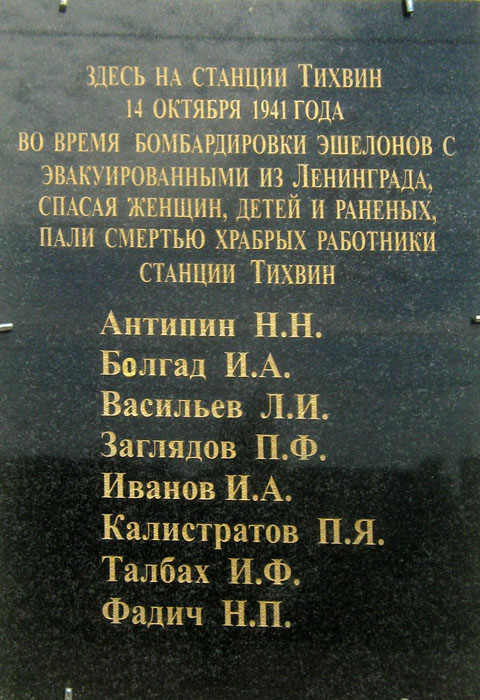 Здесь на станции Тихвин
14 октября 1941 года
во время бомбардировки эшелонов с
эвакуированными из Ленинграда,
спасая женщин, детей и раненых,
пали смертью храбрых работники
станции Тихвин
Антипин Н.Н.
Болгад И.А.
Васильев Л.И.
Заглядов П.Ф.
Иванов И.А.
Калистратов П.Я.
Талбах И.Ф.
Фадич Н.П.